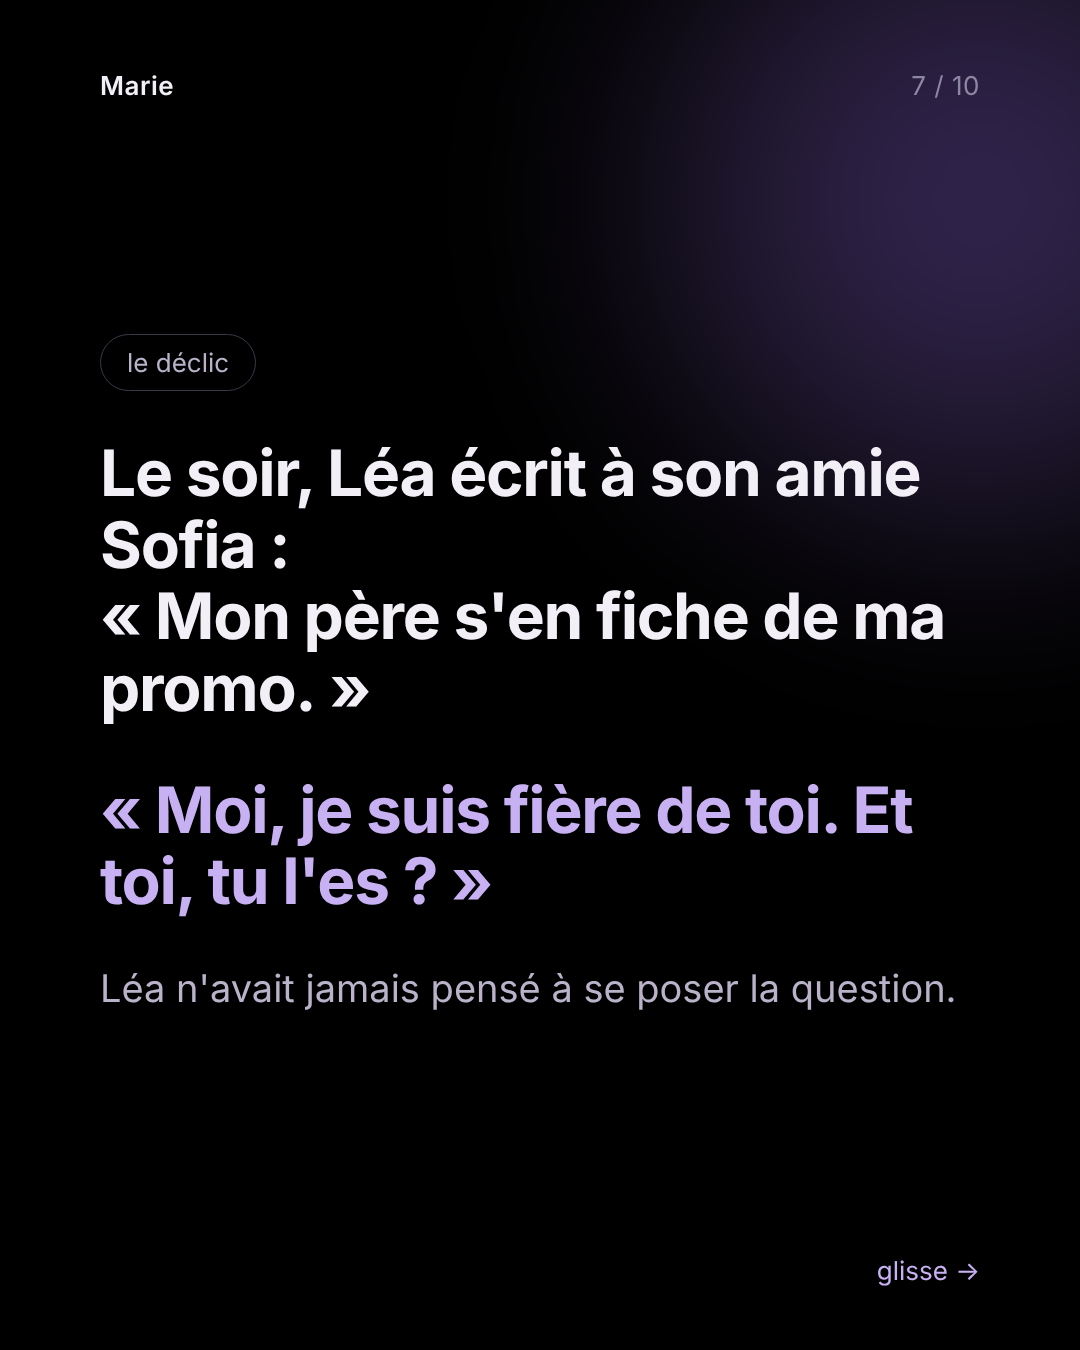 Marie
7 / 10
le déclic
Le soir, Léa écrit à son amie
Sofia :
« Mon père s'en fiche de ma
promo. »
« Moi, je suis fière de toi. Et
toi, tu l'es ? »
Léa n'avait jamais pensé à se poser la question.
glisse →